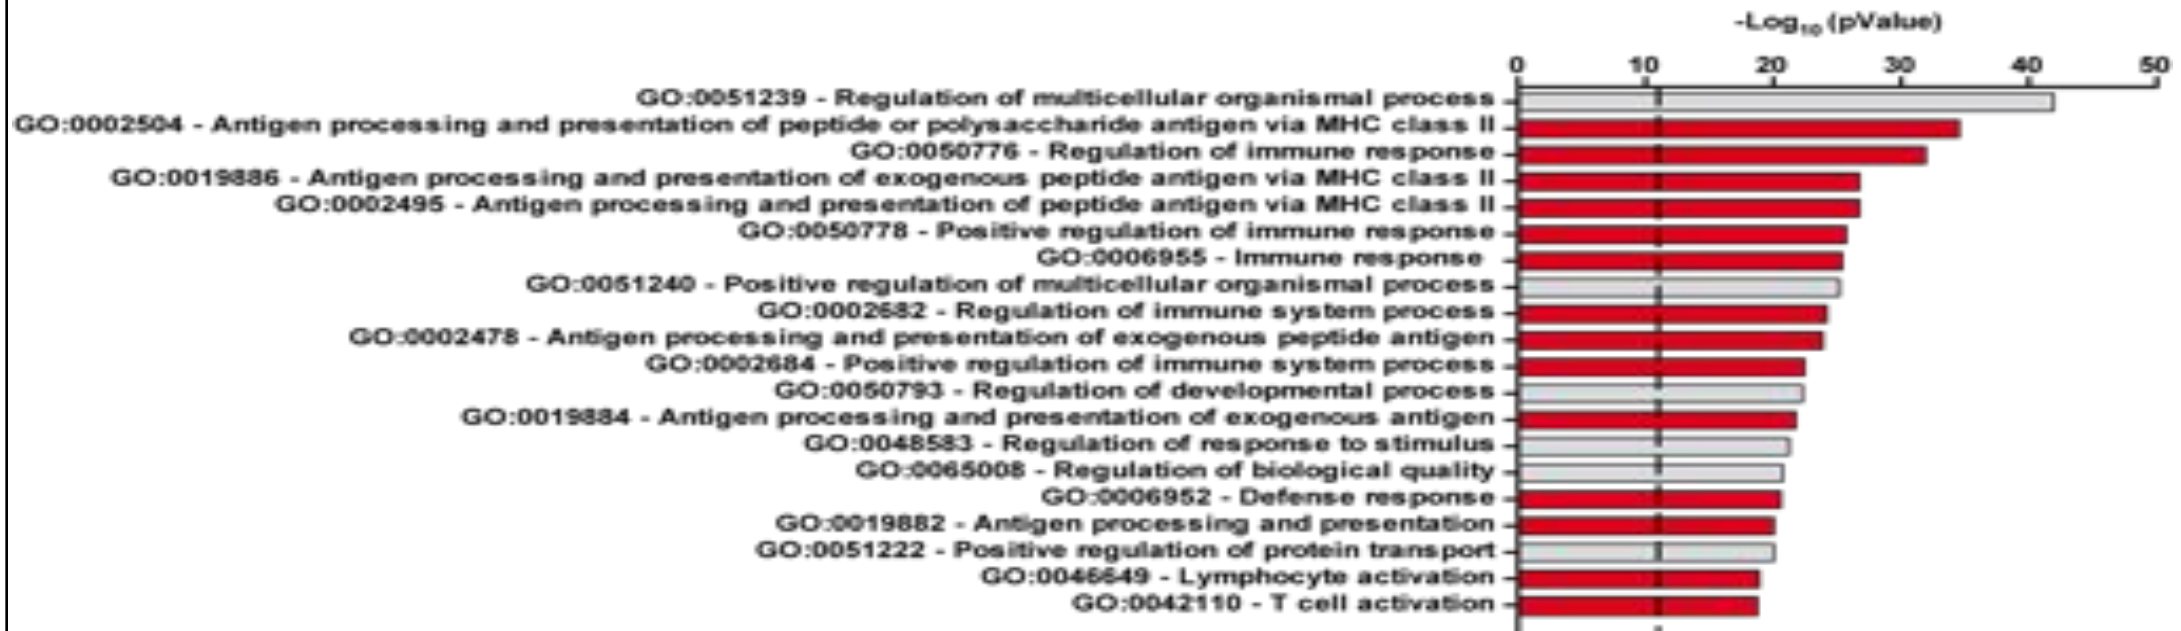 -Log10 (pValue)
0 10 20 30 40 50
GO:0051239 - Regulation of multicellular organismal process
GO:0002504 - Antigen processing and presentation of peptide or polysaccharide antigen via MHC class II
GO:0050776 - Regulation of immune response
GO:0019886 - Antigen processing and presentation of exogenous peptide antigen via MHC class II
GO:0002495 - Antigen processing and presentation of peptide antigen via MHC class II
GO:0050778 - Positive regulation of immune response
GO:0006955 - Immune response
GO:0051240 - Positive regulation of multicellular organismal process
GO:0002682 - Regulation of immune system process
GO:0002478 - Antigen processing and presentation of exogenous peptide antigen
GO:0002684 - Positive regulation of immune system process
GO:0050793 - Regulation of developmental process
GO:0019884 - Antigen processing and presentation of exogenous antigen
GO:0048583 - Regulation of response to stimulus
GO:0065008 - Regulation of biological quality
GO:0006952 - Defense response
GO:0019882 - Antigen processing and presentation
GO:0051222 - Positive regulation of protein transport
GO:0046649 - Lymphocyte activation
GO:0042110 - T cell activation